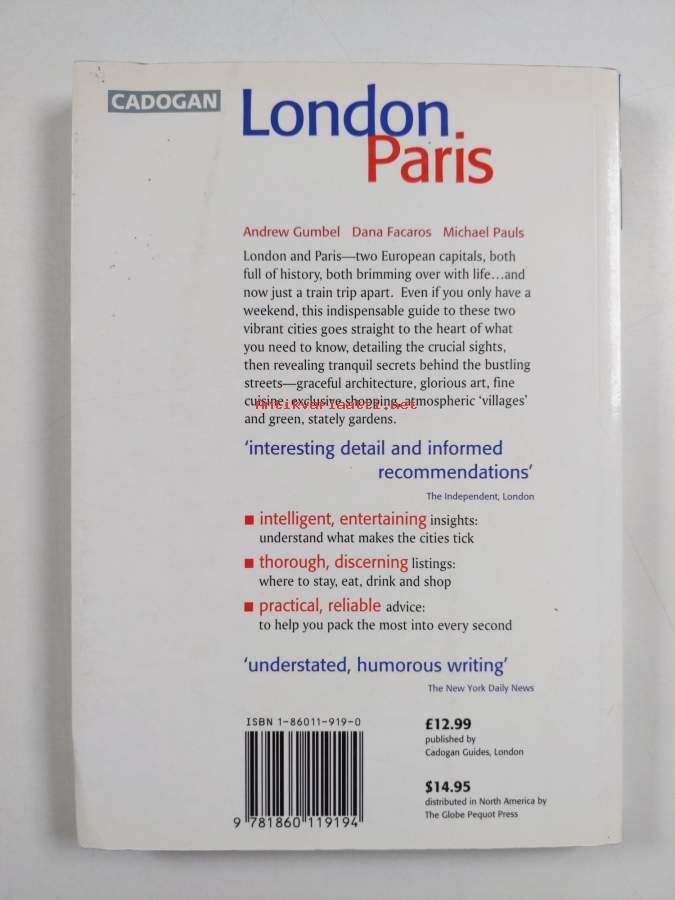 CADOGAN
London
Paris
Andrew Gumbel Dana Facaros Michael Pauls
London and Paris—two European capitals, both
full of history, both brimming over with life...and
now just a train trip apart. Even if you only have a
weekend, this indispensable guide to these two
vibrant cities goes straight to the heart of what
you need to know, detailing the crucial sights,
then revealing tranquil secrets behind the bustling
streets—graceful architecture, glorious art, fine
cuisine, exclusive shopping, atmospheric ‘villages’
Antikvariaatti.net
and green, stately gardens.
‘interesting detail and informed
recommendations’
The Independent, London
■ intelligent, entertaining insights:
understand what makes the cities tick
■ thorough, discerning listings:
where to stay, eat, drink and shop
■ practical, reliable advice:
to help you pack the most into every second
‘understated, humorous writing’
The New York Daily News
ISBN 1-86011-919-0
9 781860 119194
£12.99
published by
Cadogan Guides, London
$14.95
distributed in North America by
The Globe Pequot Press